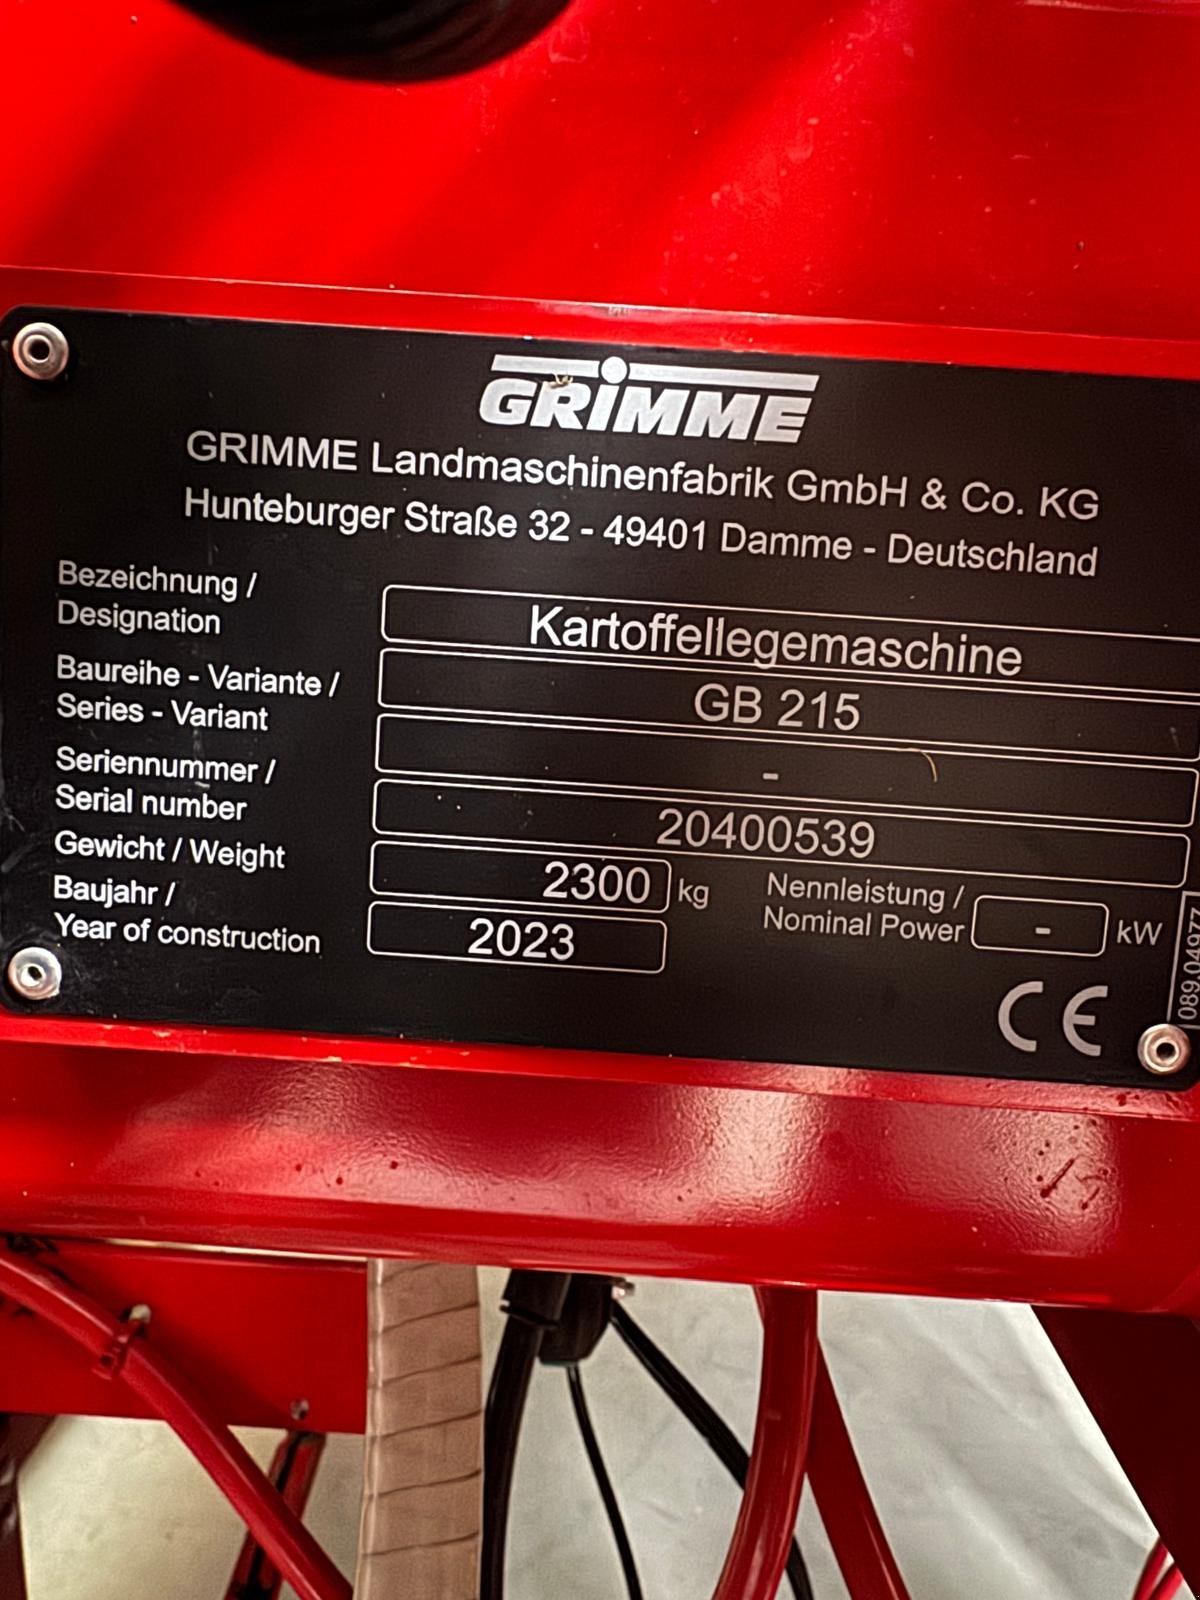 GRIMME
GRIMME Landmaschinenfabrik GmbH & Co. KG
Hunteburger Straße 32 - 49401 Damme - Deutschland
Bezeichnung /
Designation
Kartoffellegemaschine
Baureihe - Variante /
Series - Variant
GB 215
-
Seriennummer /
Serial number
20400539
Gewicht / Weight
2300 kg
Nennleistung /
Nominal Power
- kW
Baujahr /
Year of construction
2023
CE
089.04977